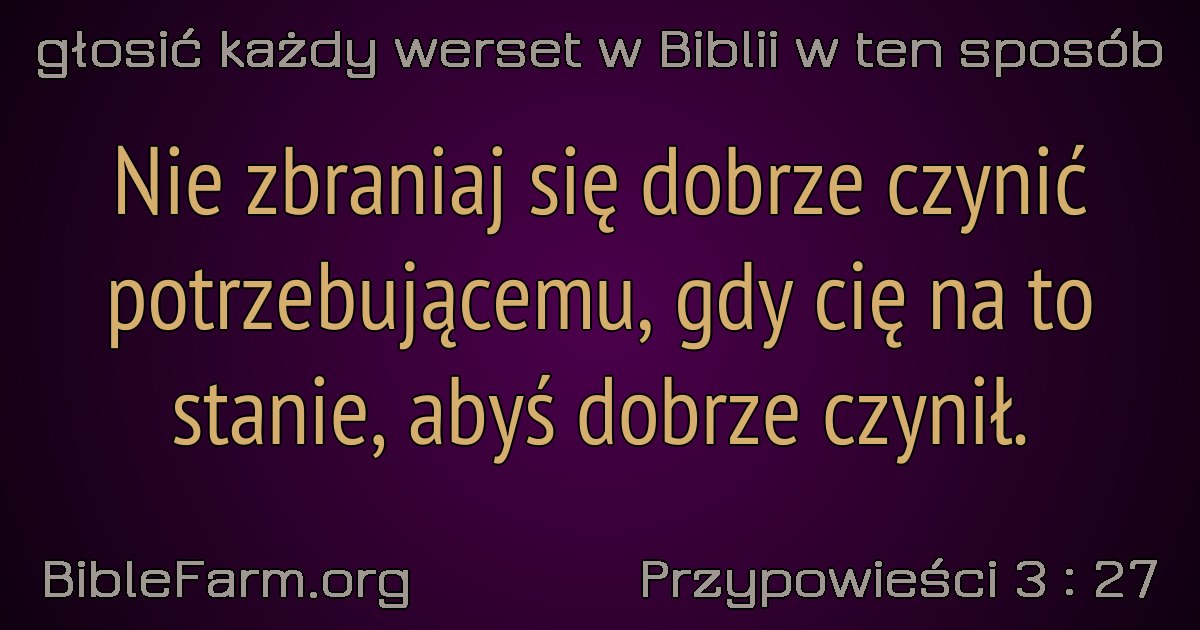 głosić każdy werset w Biblii w ten sposób
Nie zbraniaj się dobrze czynić
potrzebującemu, gdy cię na to
stanie, abyś dobrze czynił.
BibleFarm.org
Przypowieści 3 : 27